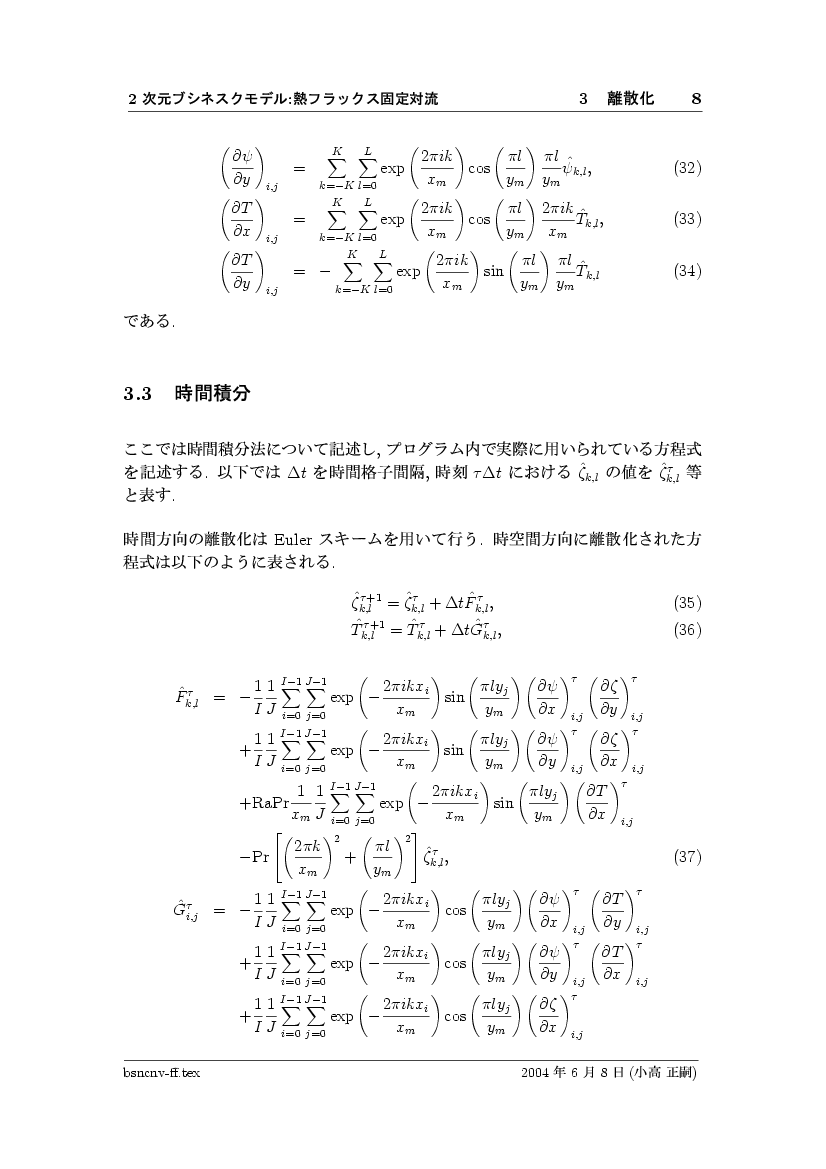 2 次元ブシネスクモデル:熱フラックス固定対流 3 離散化 8
$\left(\frac{\partial\psi}{\partial y}\right)_{i,j} = \sum_{k=-K}^{K}\sum_{l=0}^{L}\exp\left(\frac{2\pi ik}{x_m}\right)\cos\left(\frac{\pi l}{y_m}\right)\frac{\pi l}{y_m}\hat{\psi}_{k,l},$ (32)
$\left(\frac{\partial T}{\partial x}\right)_{i,j} = \sum_{k=-K}^{K}\sum_{l=0}^{L}\exp\left(\frac{2\pi ik}{x_m}\right)\cos\left(\frac{\pi l}{y_m}\right)\frac{2\pi ik}{x_m}\hat{T}_{k,l},$ (33)
$\left(\frac{\partial T}{\partial y}\right)_{i,j} = -\sum_{k=-K}^{K}\sum_{l=0}^{L}\exp\left(\frac{2\pi ik}{x_m}\right)\sin\left(\frac{\pi l}{y_m}\right)\frac{\pi l}{y_m}\hat{T}_{k,l}$ (34)
である.
3.3 時間積分
ここでは時間積分法について記述し, プログラム内で実際に用いられている方程式
を記述する. 以下では $\Delta t$ を時間格子間隔, 時刻 $\tau\Delta t$ における $\hat{\zeta}_{k,l}$ の値を $\hat{\zeta}^{\tau}_{k,l}$ 等
と表す.
時間方向の離散化は Euler スキームを用いて行う. 時空間方向に離散化された方
程式は以下のように表される.
$\hat{\zeta}^{\tau+1}_{k,l} = \hat{\zeta}^{\tau}_{k,l} + \Delta t\hat{F}^{\tau}_{k,l},$ (35)
$\hat{T}^{\tau+1}_{k,l} = \hat{T}^{\tau}_{k,l} + \Delta t\hat{G}^{\tau}_{k,l},$ (36)
$\hat{F}^{\tau}_{k,l} = -\frac{1}{I}\frac{1}{J}\sum_{i=0}^{I-1}\sum_{j=0}^{J-1}\exp\left(-\frac{2\pi ikx_i}{x_m}\right)\sin\left(\frac{\pi ly_j}{y_m}\right)\left(\frac{\partial\psi}{\partial x}\right)^{\tau}_{i,j}\left(\frac{\partial\zeta}{\partial y}\right)^{\tau}_{i,j}$
$+\frac{1}{I}\frac{1}{J}\sum_{i=0}^{I-1}\sum_{j=0}^{J-1}\exp\left(-\frac{2\pi ikx_i}{x_m}\right)\sin\left(\frac{\pi ly_j}{y_m}\right)\left(\frac{\partial\psi}{\partial y}\right)^{\tau}_{i,j}\left(\frac{\partial\zeta}{\partial x}\right)^{\tau}_{i,j}$
$+\mathrm{RaPr}\frac{1}{x_m}\frac{1}{J}\sum_{i=0}^{I-1}\sum_{j=0}^{J-1}\exp\left(-\frac{2\pi ikx_i}{x_m}\right)\sin\left(\frac{\pi ly_j}{y_m}\right)\left(\frac{\partial T}{\partial x}\right)^{\tau}_{i,j}$
$-\mathrm{Pr}\left[\left(\frac{2\pi k}{x_m}\right)^2+\left(\frac{\pi l}{y_m}\right)^2\right]\hat{\zeta}^{\tau}_{k,l},$ (37)
$\hat{G}^{\tau}_{i,j} = -\frac{1}{I}\frac{1}{J}\sum_{i=0}^{I-1}\sum_{j=0}^{J-1}\exp\left(-\frac{2\pi ikx_i}{x_m}\right)\cos\left(\frac{\pi ly_j}{y_m}\right)\left(\frac{\partial\psi}{\partial x}\right)^{\tau}_{i,j}\left(\frac{\partial T}{\partial y}\right)^{\tau}_{i,j}$
$+\frac{1}{I}\frac{1}{J}\sum_{i=0}^{I-1}\sum_{j=0}^{J-1}\exp\left(-\frac{2\pi ikx_i}{x_m}\right)\cos\left(\frac{\pi ly_j}{y_m}\right)\left(\frac{\partial\psi}{\partial y}\right)^{\tau}_{i,j}\left(\frac{\partial T}{\partial x}\right)^{\tau}_{i,j}$
$+\frac{1}{I}\frac{1}{J}\sum_{i=0}^{I-1}\sum_{j=0}^{J-1}\exp\left(-\frac{2\pi ikx_i}{x_m}\right)\cos\left(\frac{\pi ly_j}{y_m}\right)\left(\frac{\partial\zeta}{\partial x}\right)^{\tau}_{i,j}$
bsncnv-ff.tex 2004 年 6 月 8 日 (小高 正嗣)